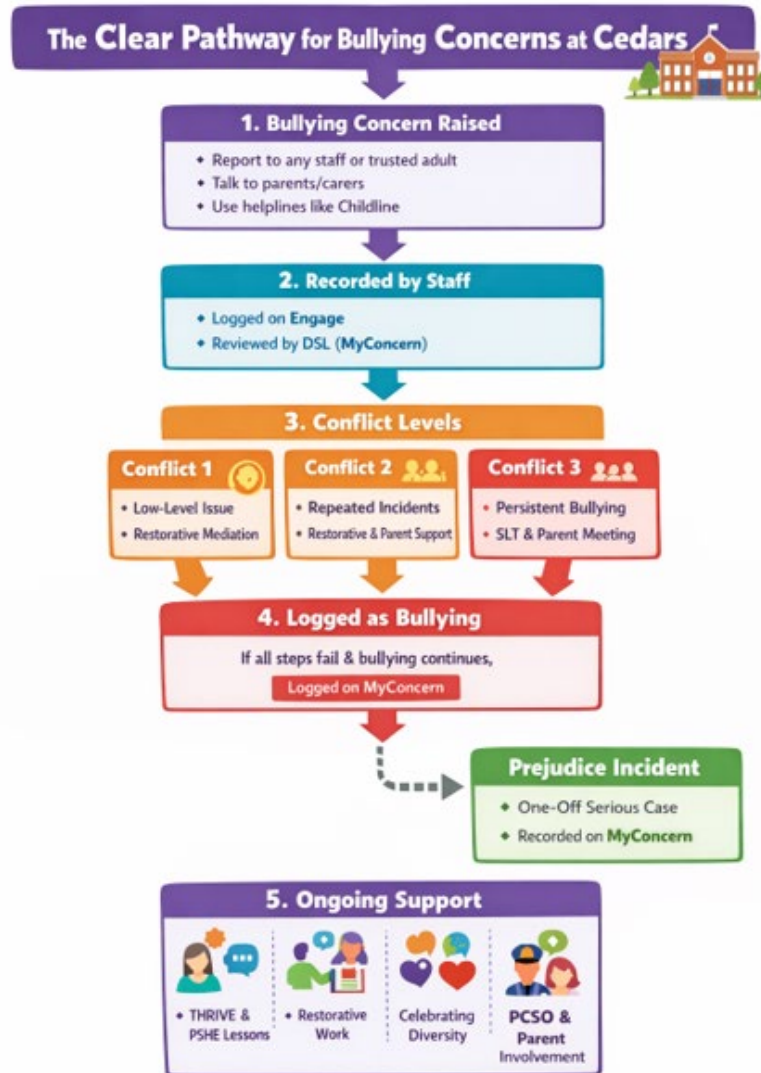 The Clear Pathway for Bullying Concerns at Cedars
1. Bullying Concern Raised
Report to any staff or trusted adult
Talk to parents/carers
Use helplines like Childline
2. Recorded by Staff
Logged on Engage
Reviewed by DSL (MyConcern)
3. Conflict Levels
Conflict 1
• Low-Level Issue
• Restorative Mediation
Conflict 2
• Repeated Incidents
• Restorative & Parent Support
Conflict 3
• Persistent Bullying
• SLT & Parent Meeting
4. Logged as Bullying
If all steps fail & bullying continues,
Logged on MyConcern
Prejudice Incident
One-Off Serious Case
Recorded on MyConcern
5. Ongoing Support
• THRIVE &
PSHE Lessons
• Restorative
Work
Celebrating
Diversity
PCSO &
Parent
Involvement